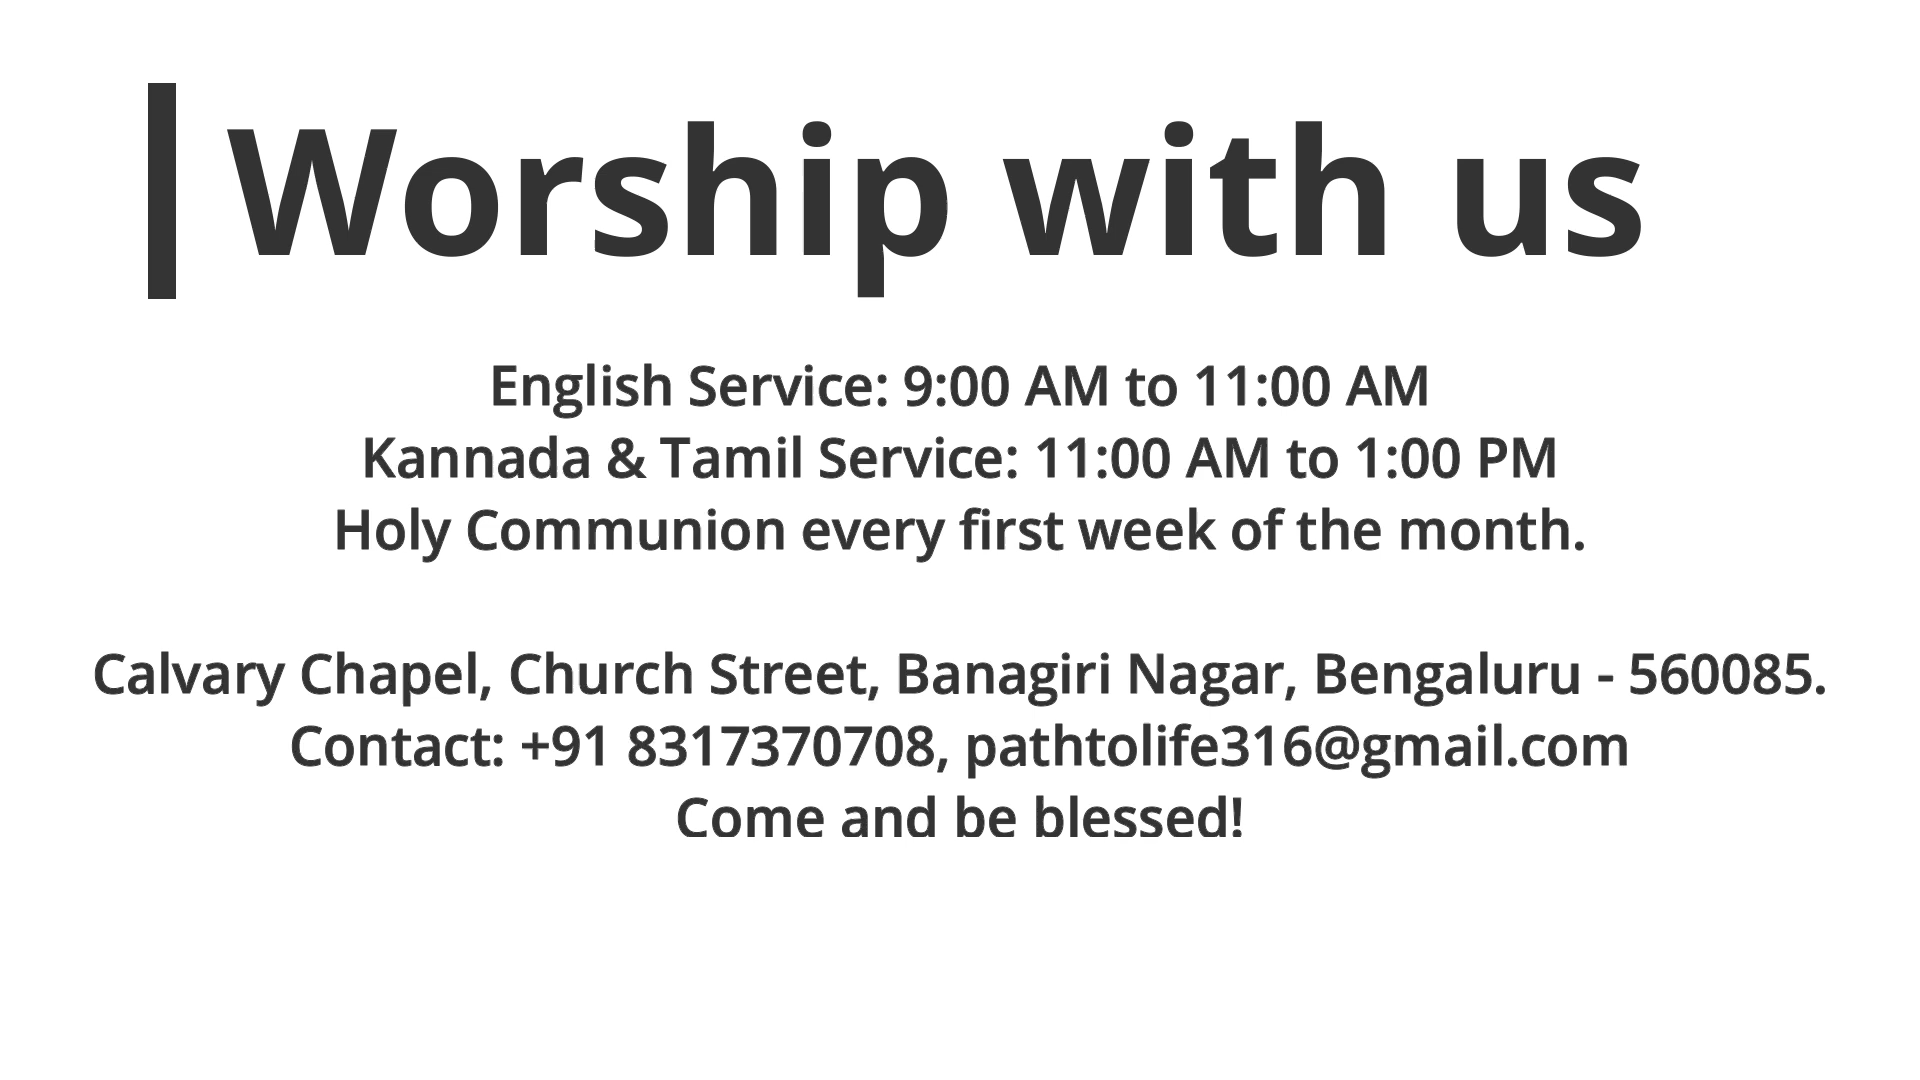 Worship with us
English Service: 9:00 AM to 11:00 AM
Kannada & Tamil Service: 11:00 AM to 1:00 PM
Holy Communion every first week of the month.
Calvary Chapel, Church Street, Banagiri Nagar, Bengaluru - 560085.
Contact: +91 8317370708, pathtolife316@gmail.com
Come and be blessed!